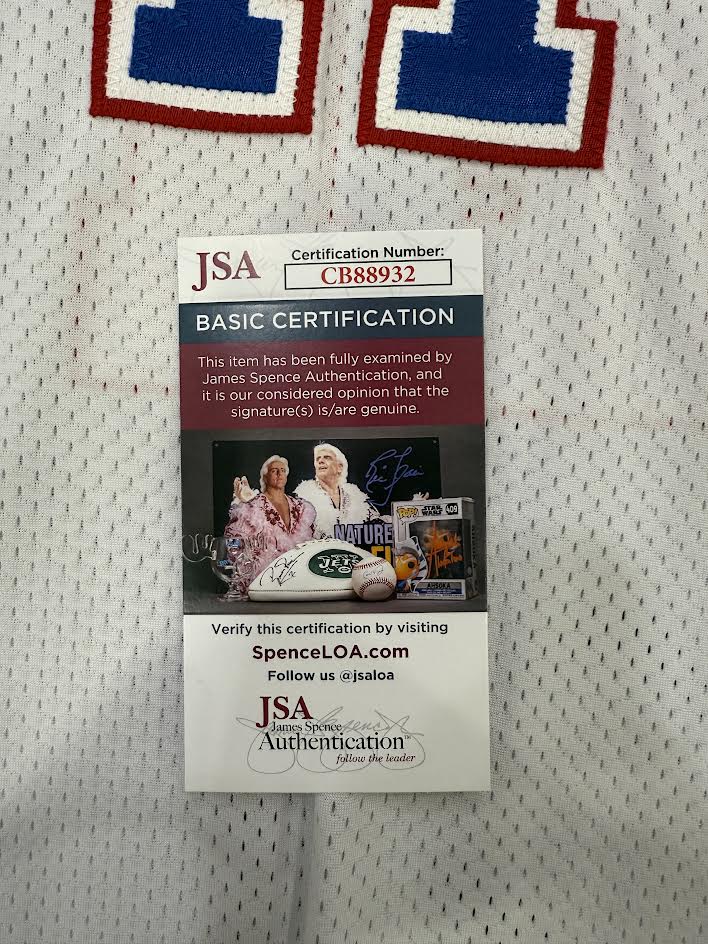 JSA
Certification Number:
CB88932
BASIC CERTIFICATION
This item has been fully examined by
James Spence Authentication, and
it is our considered opinion that the
signature(s) is/are genuine.
NATURE
POP!
STAR
WARS
409
JETS
AHSOKA
Verify this certification by visiting
SpenceLOA.com
Follow us @jsaloa
JSA
James Spence
Authentication™
follow the leader